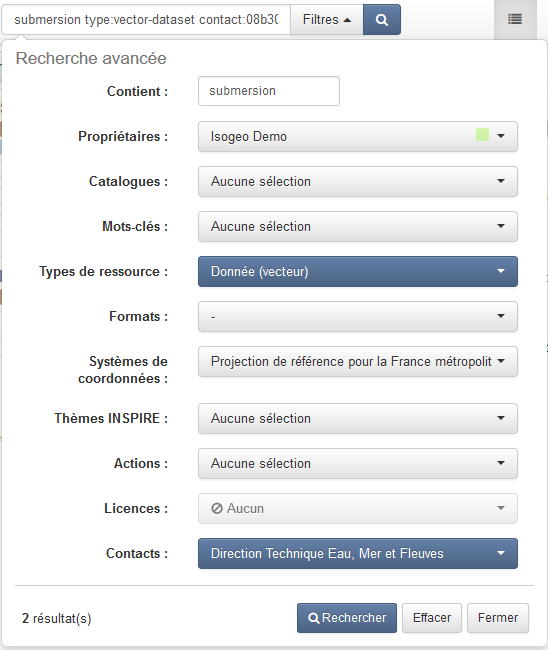 submersion type:vector-dataset contact:08b30
Filtres
Recherche avancée
Contient :
submersion
Propriétaires :
Isogeo Demo
Catalogues :
Aucune sélection
Mots-clés :
Aucune sélection
Types de ressource :
Donnée (vecteur)
Formats :
-
Systèmes de
coordonnées :
Projection de référence pour la France métropolit
Thèmes INSPIRE :
Aucune sélection
Actions :
Aucune sélection
Licences :
Aucun
Contacts :
Direction Technique Eau, Mer et Fleuves
2 résultat(s)
Rechercher
Effacer
Fermer